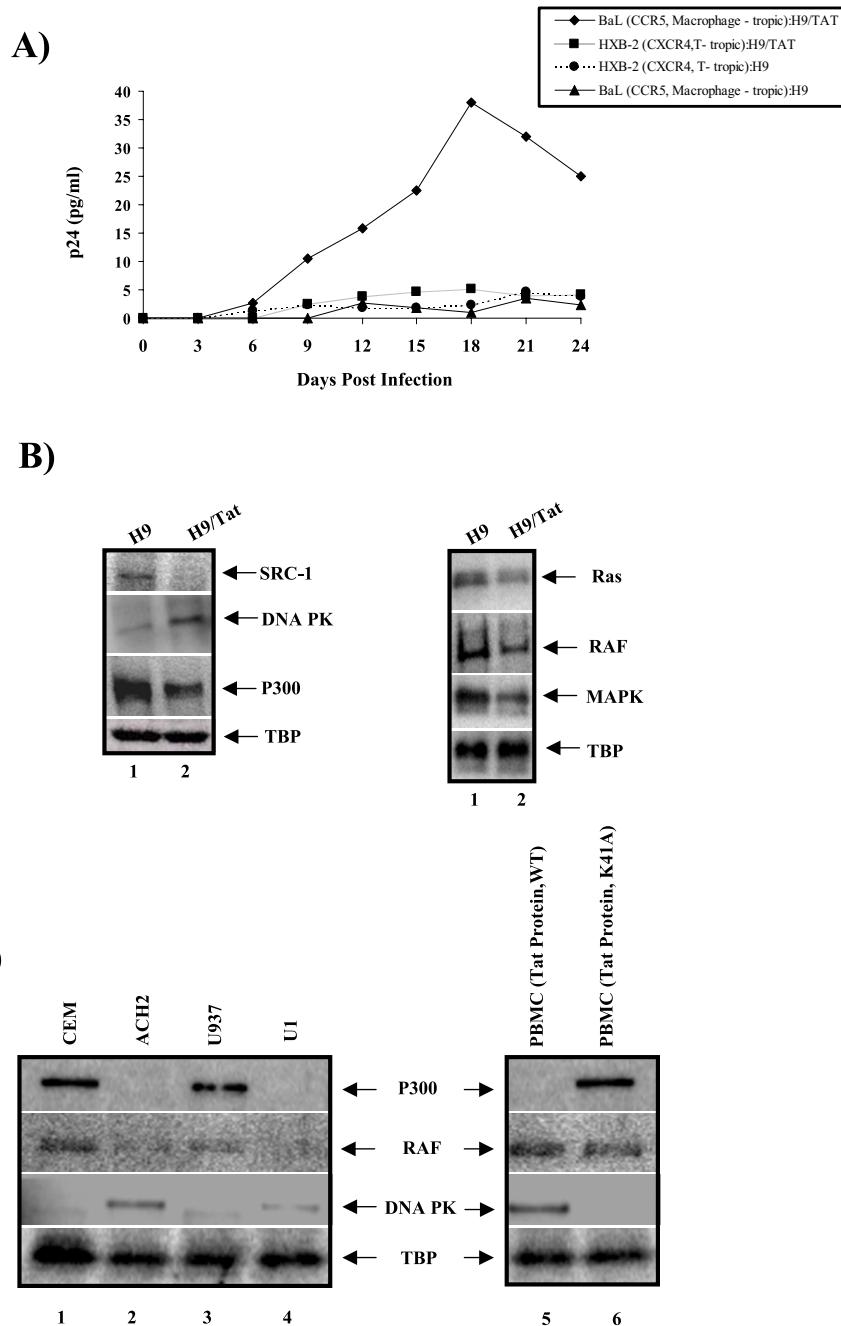 A)
BaL (CCR5, Macrophage - tropic):H9/TAT
HXB-2 (CXCR4,T- tropic):H9/TAT
HXB-2 (CXCR4, T- tropic):H9
BaL (CCR5, Macrophage - tropic):H9
p24 (pg/ml)
40
35
30
25
20
15
10
5
0
0 3 6 9 12 15 18 21 24
Days Post Infection
B)
H9 H9/Tat
SRC-1
DNA PK
P300
TBP
1 2
H9 H9/Tat
Ras
RAF
MAPK
TBP
1 2
)
CEM ACH2 U937 U1
PBMC (Tat Protein,WT)
PBMC (Tat Protein, K41A)
P300
RAF
DNA PK
TBP
1 2 3 4 5 6